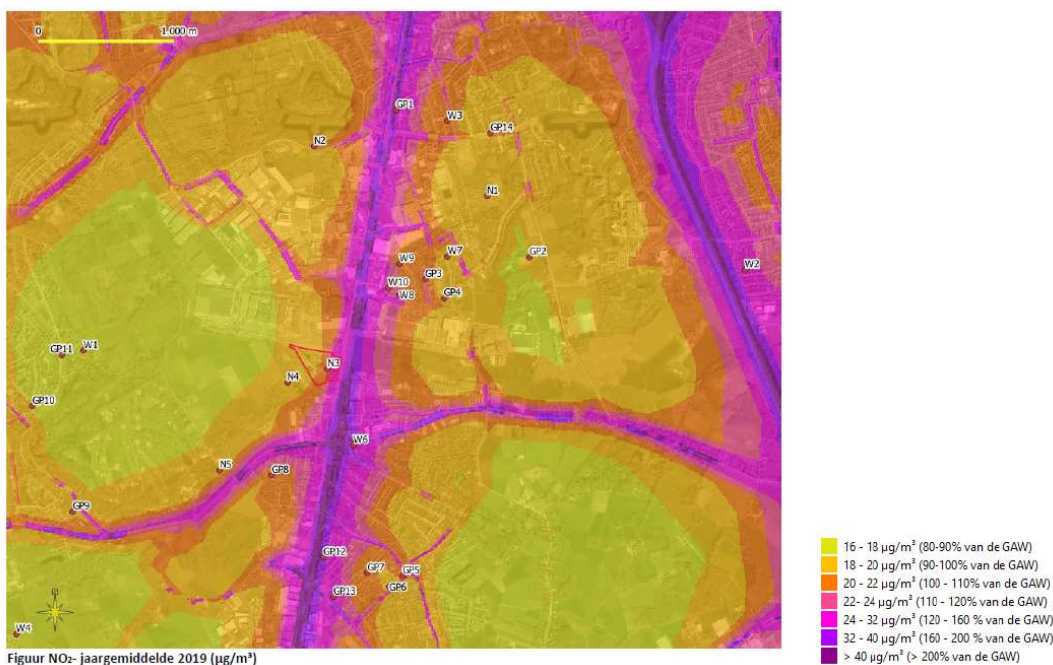 0 1.000 m
GP1
W3
GP14
N2
N1
W7
GP2
W9
GP3
W2
W10
W8
GP4
W1
GP11
N3
N4
GP10
W6
N5
GP8
GP9
GP12
GP7
GP5
GP6
GP13
W4
Figuur NO₂- jaargemiddelde 2019 (µg/m³)
16 - 18 µg/m³ (80-90% van de GAW)
18 - 20 µg/m³ (90-100% van de GAW)
20 - 22 µg/m³ (100 - 110% van de GAW)
22- 24 µg/m³ (110 - 120% van de GAW)
24 - 32 µg/m³ (120 - 160 % van de GAW)
32 - 40 µg/m³ (160 - 200 % van de GAW)
> 40 µg/m³ (> 200% van de GAW)